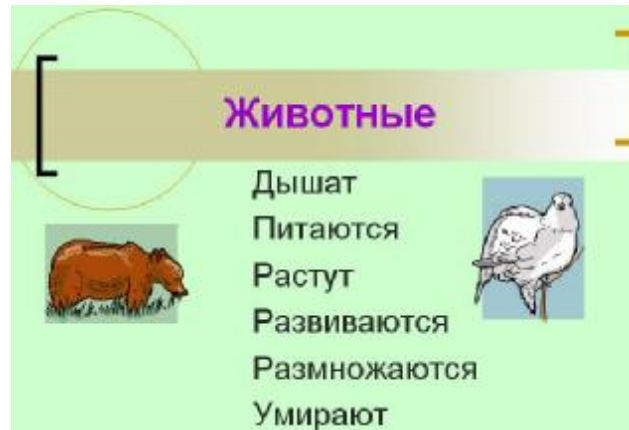 Животные
Дышат
Питаются
Растут
Развиваются
Размножаются
Умирают